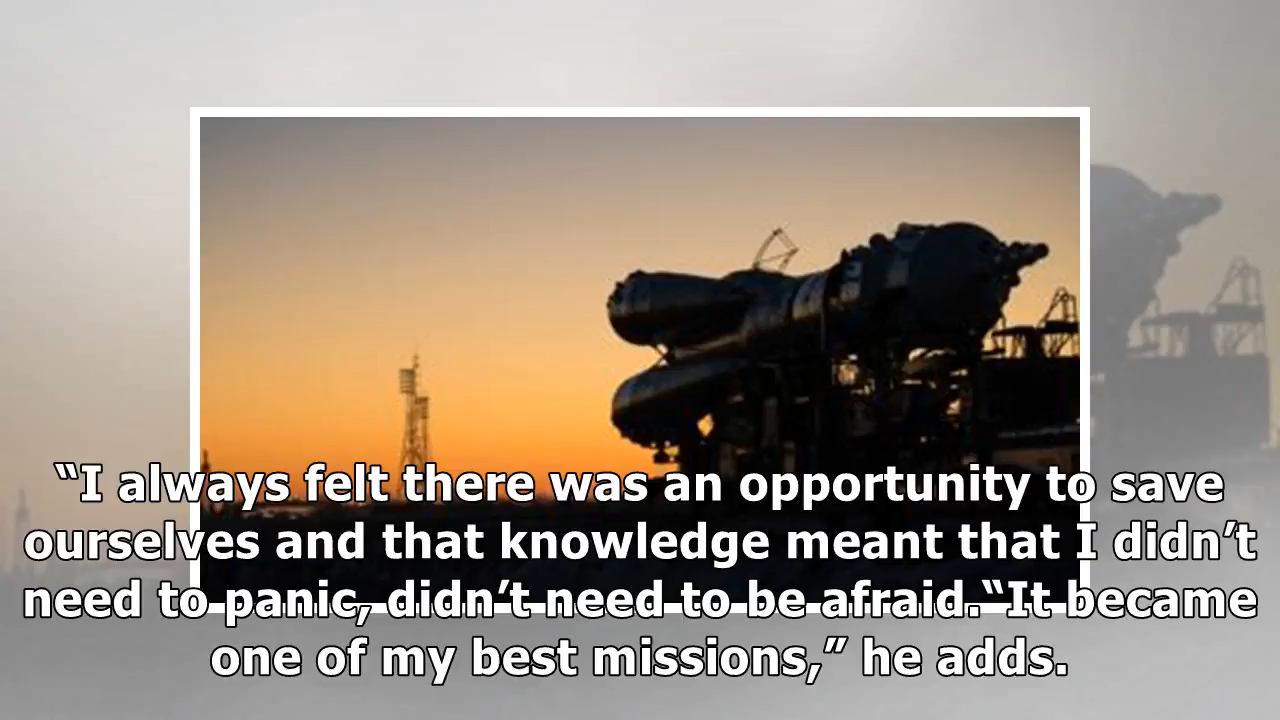 “I always felt there was an opportunity to save
ourselves and that knowledge meant that I didn’t
need to panic, didn’t need to be afraid.“It became
one of my best missions,” he adds.